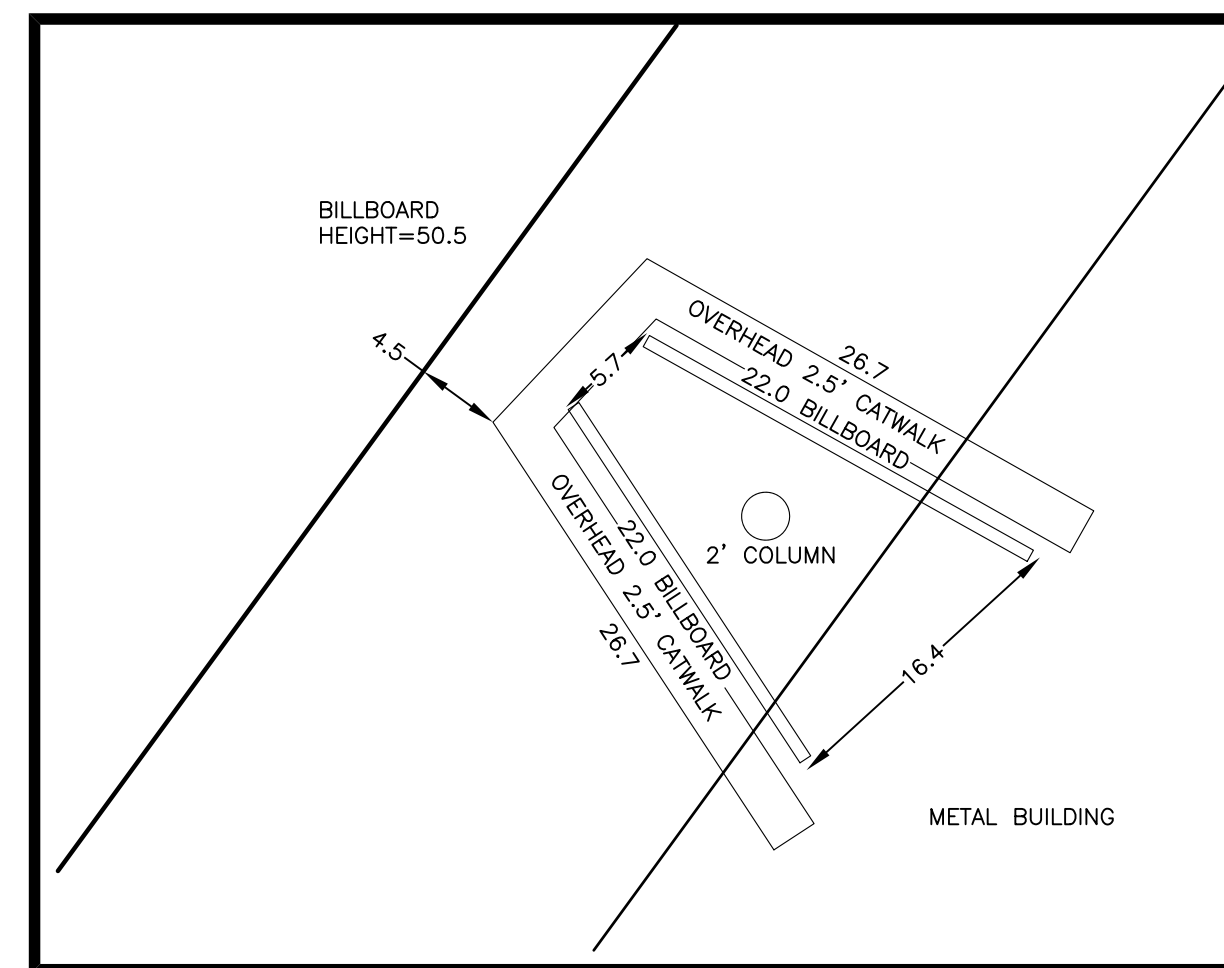 BILLBOARD
HEIGHT=50.5
4.5
OVERHEAD 2.5' CATWALK
26.7
22.0 BILLBOARD
5.7
2' COLUMN
22.0 BILLBOARD
OVERHEAD 2.5' CATWALK
26.7
16.4
METAL BUILDING